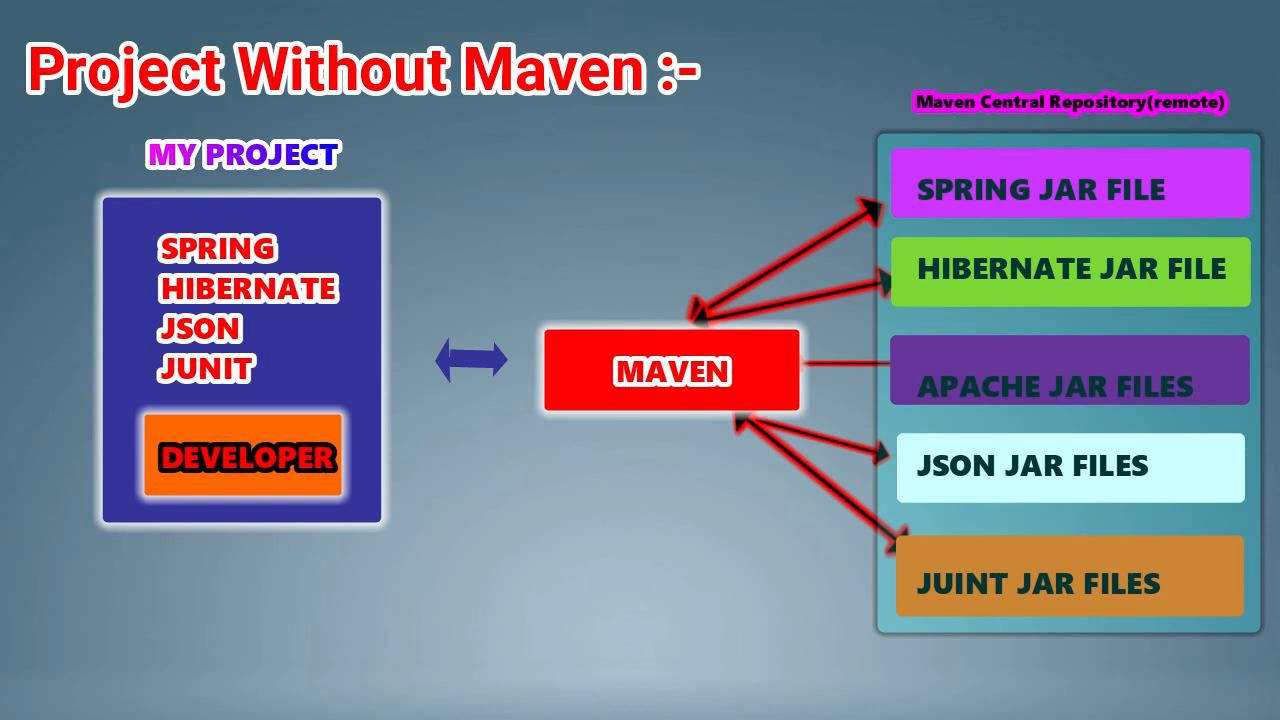 Project Without Maven :-
Maven Central Repository(remote)
MY PROJECT
SPRING
HIBERNATE
JSON
JUNIT
DEVELOPER
MAVEN
SPRING JAR FILE
HIBERNATE JAR FILE
APACHE JAR FILES
JSON JAR FILES
JUINT JAR FILES